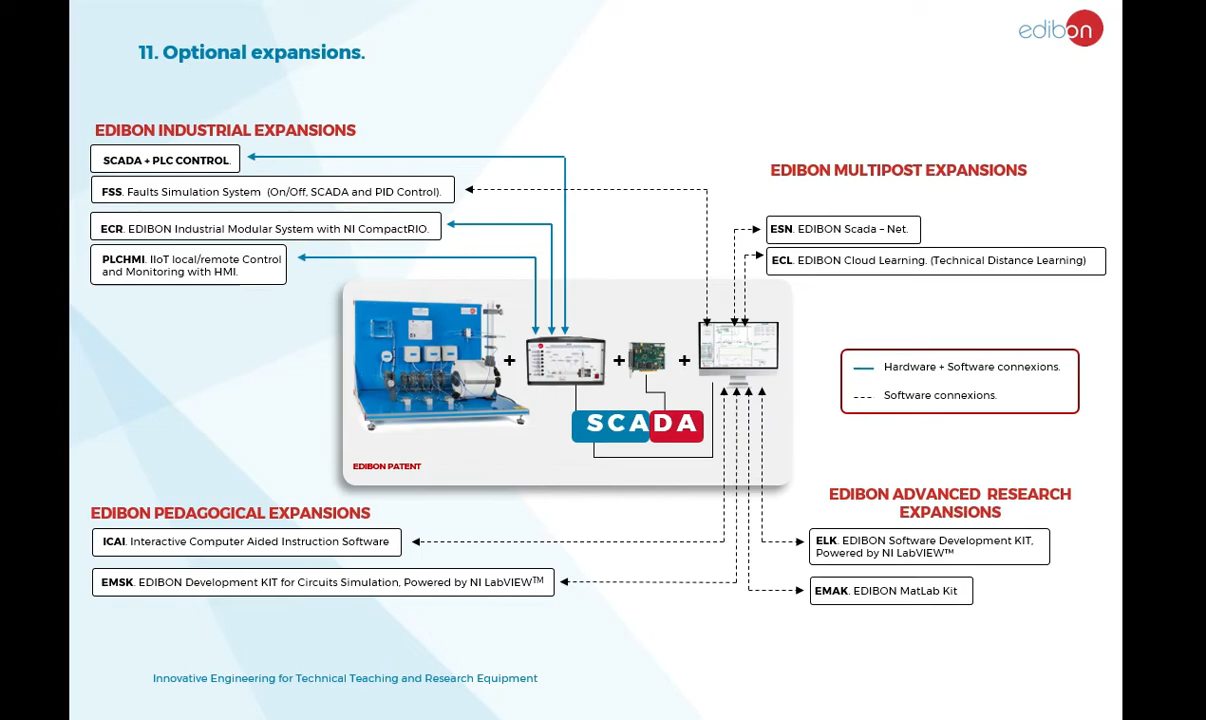 edibon
11. Optional expansions.
EDIBON INDUSTRIAL EXPANSIONS
SCADA + PLC CONTROL.
FSS. Faults Simulation System (On/Off, SCADA and PID Control).
ECR. EDIBON Industrial Modular System with NI CompactRIO.
PLCHMI. IIoT local/remote Control
and Monitoring with HMI.
EDIBON MULTIPOST EXPANSIONS
ESN. EDIBON Scada – Net.
ECL. EDIBON Cloud Learning. (Technical Distance Learning)
+
+
+
SCADA
EDIBON PATENT
Hardware + Software connexions.
Software connexions.
EDIBON PEDAGOGICAL EXPANSIONS
ICAI. Interactive Computer Aided Instruction Software
EMSK. EDIBON Development KIT for Circuits Simulation, Powered by NI LabVIEW™
EDIBON ADVANCED RESEARCH
EXPANSIONS
ELK. EDIBON Software Development KIT,
Powered by NI LabVIEW™
EMAK. EDIBON MatLab Kit
Innovative Engineering for Technical Teaching and Research Equipment